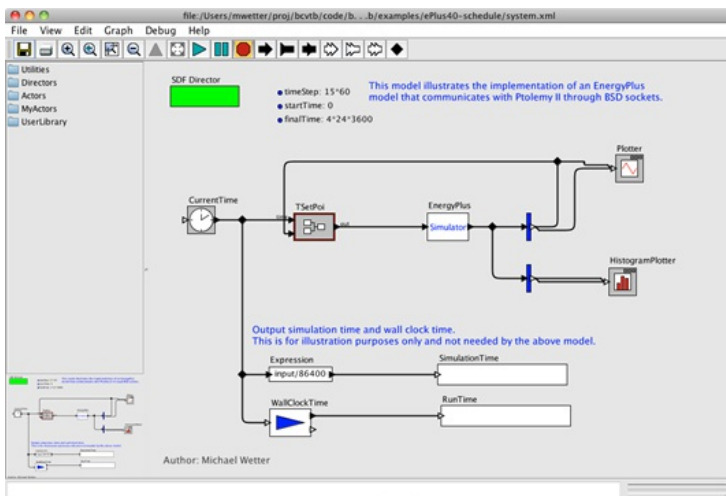 file:/Users/mwetter/proj/bcvtb/code/b. . .b/examples/ePlus40-schedule/system.xml
File View Edit Graph Debug Help
Utilities
Directors
Actors
MyActors
UserLibrary
SDF Director
timeStep: 15*60
startTime: 0
finalTime: 4*24*3600
This model illustrates the implementation of an EnergyPlus
model that communicates with Ptolemy II through BSD sockets.
Plotter
CurrentTime
TSetPoi
EnergyPlus
Simulator
HistogramPlotter
Output simulation time and wall clock time.
This is for illustration purposes only and not needed by the above model.
Expression
input/86400
SimulationTime
WallClockTime
RunTime
Author: Michael Wetter